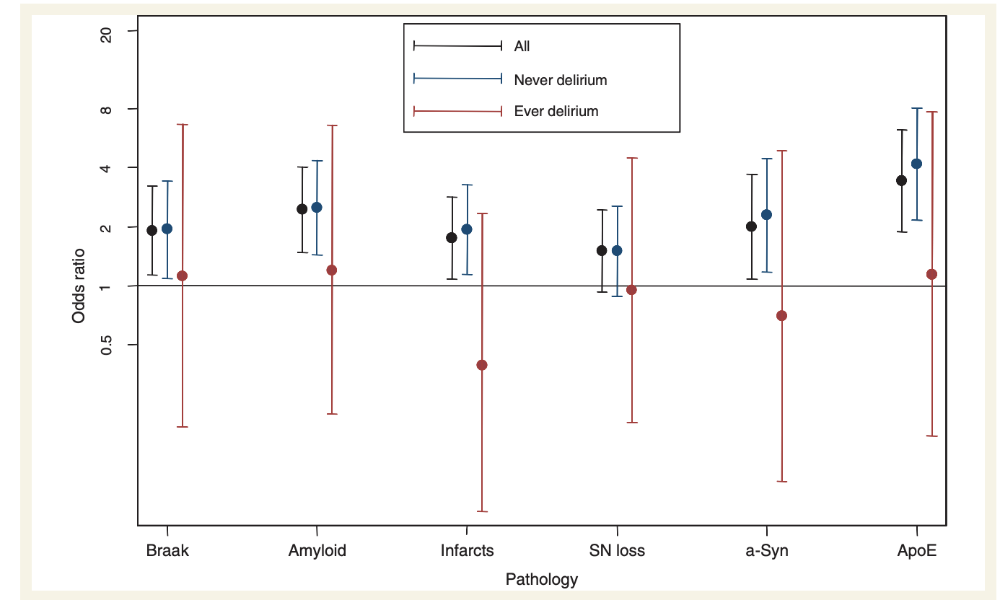 20
8
4
2
1
0.5
Odds ratio
All
Never delirium
Ever delirium
Braak
Amyloid
Infarcts
SN loss
a-Syn
ApoE
Pathology